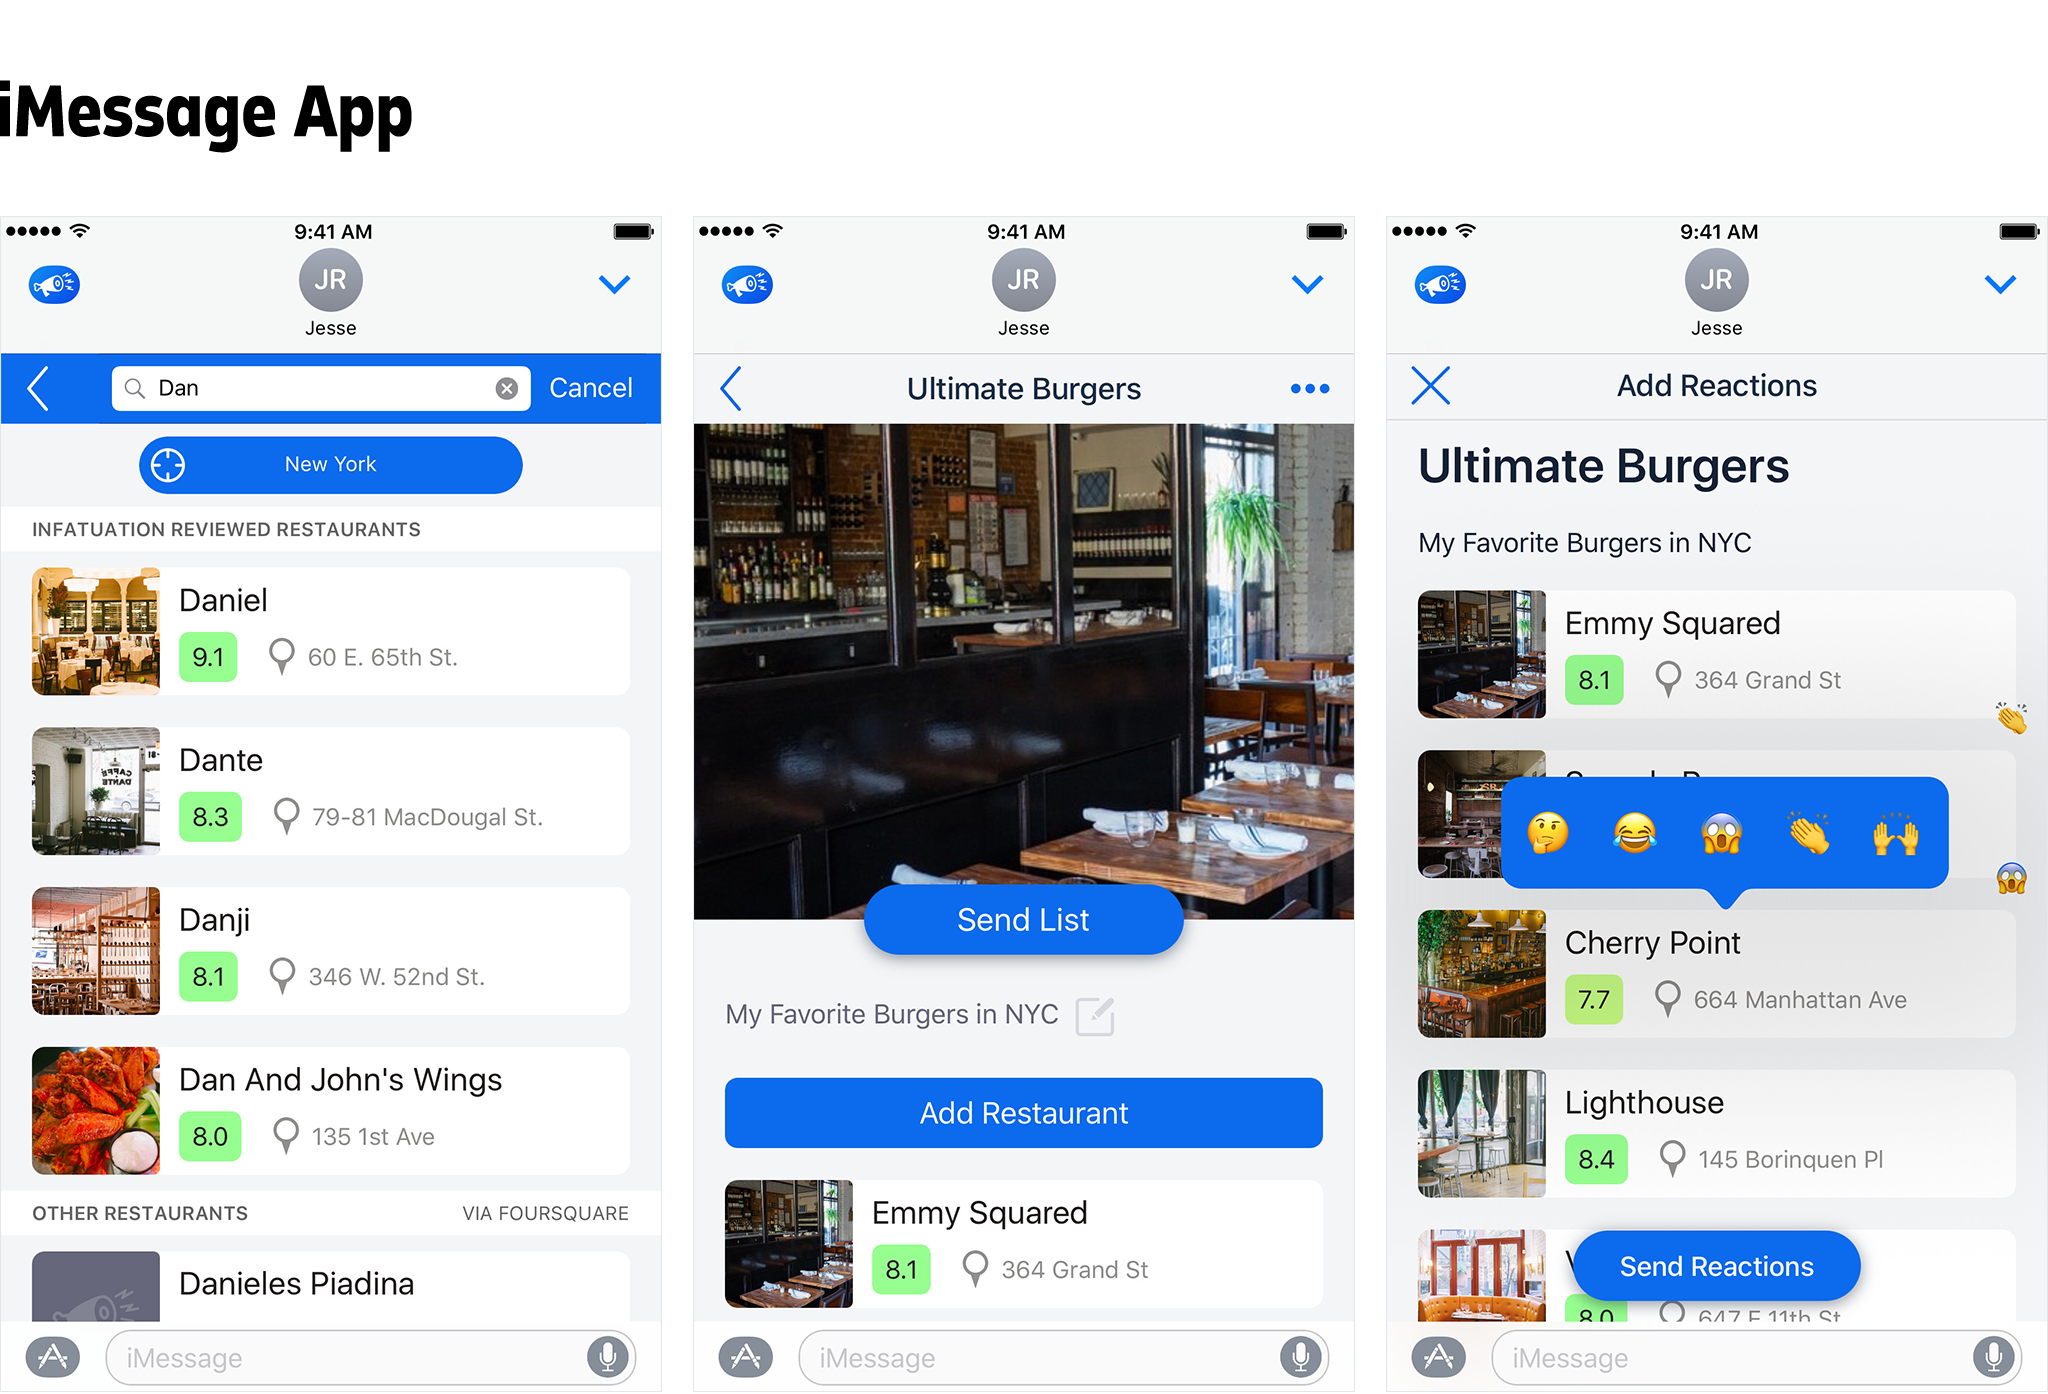 iMessage App
9:41 AM
JR
Jesse
Dan
Cancel
New York
INFATUATION REVIEWED RESTAURANTS
Daniel
9.1 60 E. 65th St.
Dante
8.3 79-81 MacDougal St.
Danji
8.1 346 W. 52nd St.
Dan And John's Wings
8.0 135 1st Ave
OTHER RESTAURANTS VIA FOURSQUARE
Danieles Piadina
iMessage
9:41 AM
JR
Jesse
Ultimate Burgers
Send List
My Favorite Burgers in NYC
Add Restaurant
Emmy Squared
8.1 364 Grand St
iMessage
9:41 AM
JR
Jesse
Add Reactions
Ultimate Burgers
My Favorite Burgers in NYC
Emmy Squared
8.1 364 Grand St
Cherry Point
7.7 664 Manhattan Ave
Lighthouse
8.4 145 Borinquen Pl
Send Reactions
8.0 647 E 11th St
iMessage